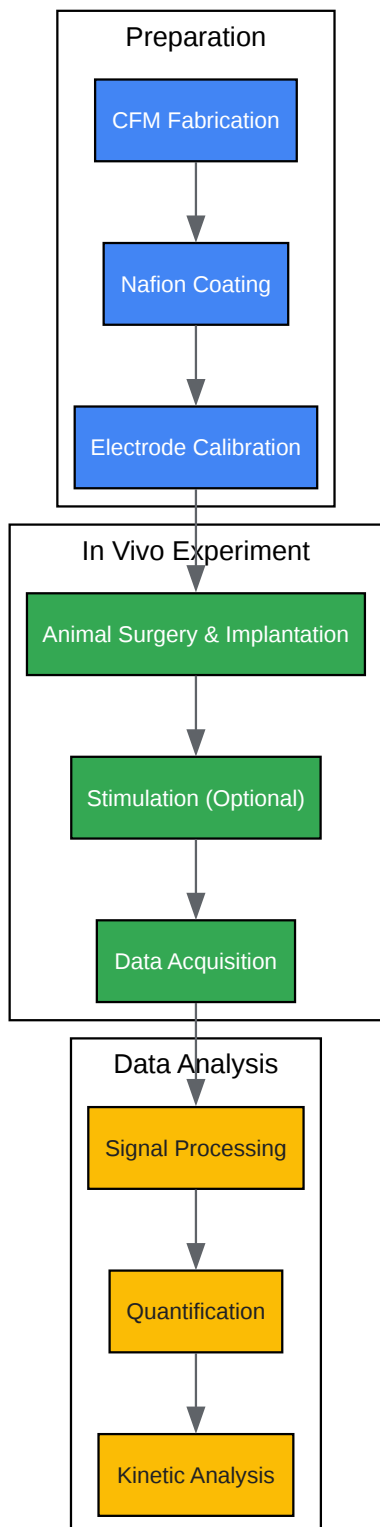 Preparation
CFM Fabrication
Nafion Coating
Electrode Calibration
In Vivo Experiment
Animal Surgery & Implantation
Stimulation (Optional)
Data Acquisition
Data Analysis
Signal Processing
Quantification
Kinetic Analysis